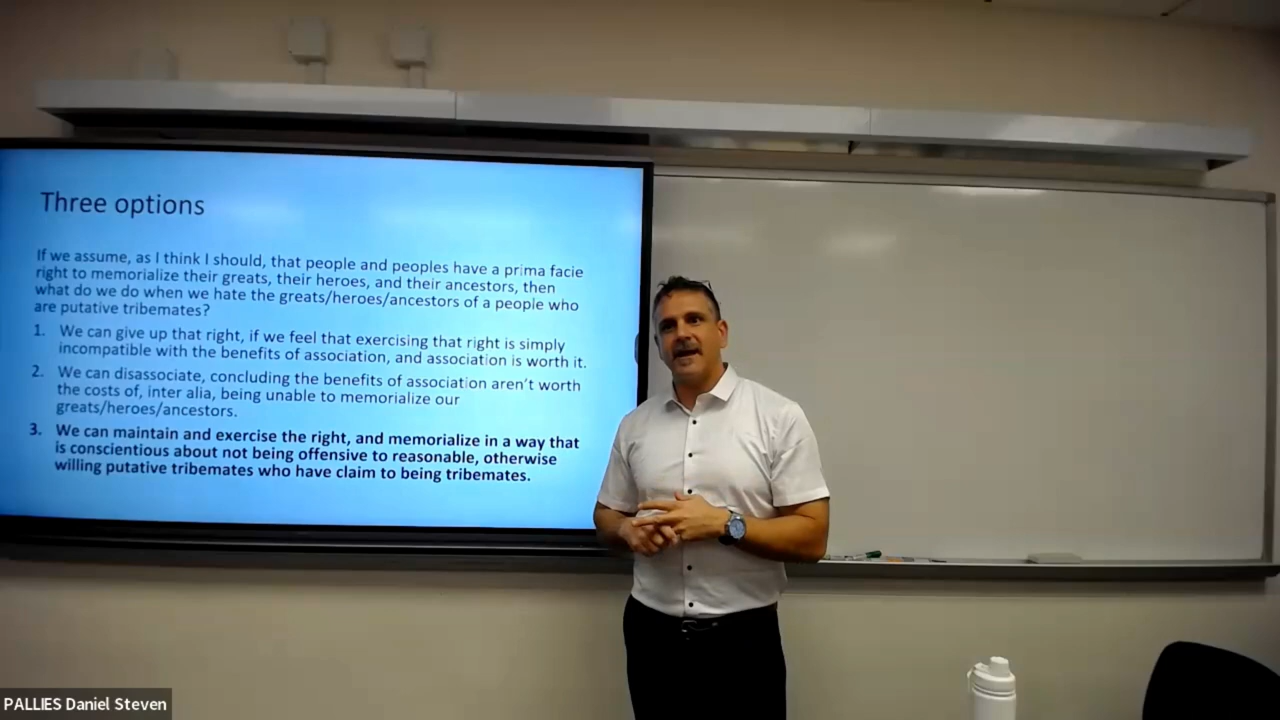 Three options
If we assume, as I think I should, that people and peoples have a prima facie
right to memorialize their greats, their heroes, and their ancestors, then
what do we do when we hate the greats/heroes/ancestors of a people who
are putative tribemates?
1. We can give up that right, if we feel that exercising that right is simply
incompatible with the benefits of association, and association is worth it.
2. We can disassociate, concluding the benefits of association aren't worth
the costs of, inter alia, being unable to memorialize our
greats/heroes/ancestors.
3. We can maintain and exercise the right, and memorialize in a way that
is conscientious about not being offensive to reasonable, otherwise
willing putative tribemates who have claim to being tribemates.
PALLIES Daniel Steven